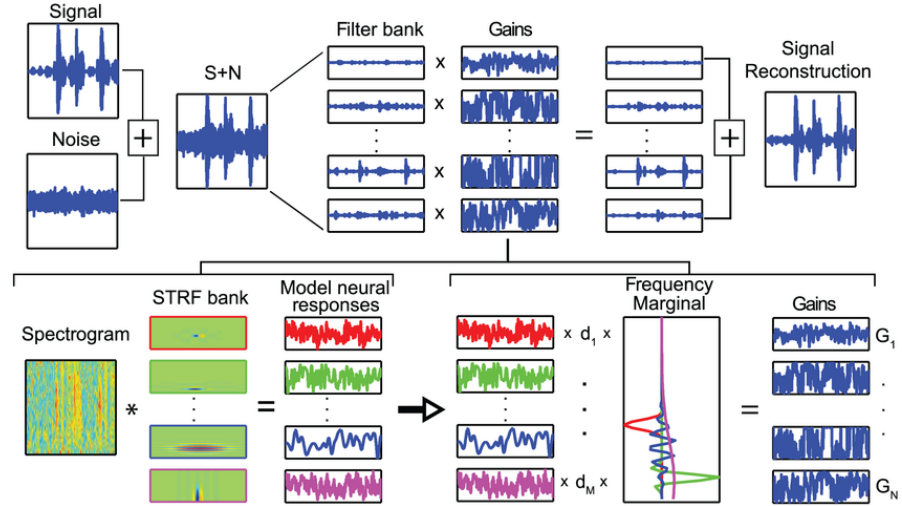 Signal
Filter bank
Gains
S+N
Signal
Reconstruction
x
x
x
x
+
=
+
Noise
STRF bank
Model neural
responses
Frequency
Marginal
Gains
Spectrogram
*
=
x d1 x
x dM x
=
G1
GN